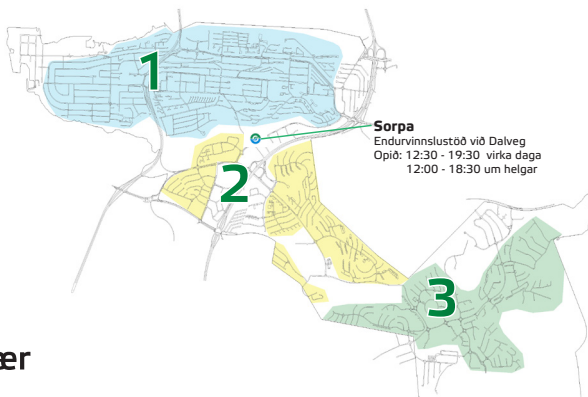 1
Sorpa
Endurvinnslustöð við Dalveg
Opið: 12:30 - 19:30 virka daga
12:00 - 18:30 um helgar
2
3